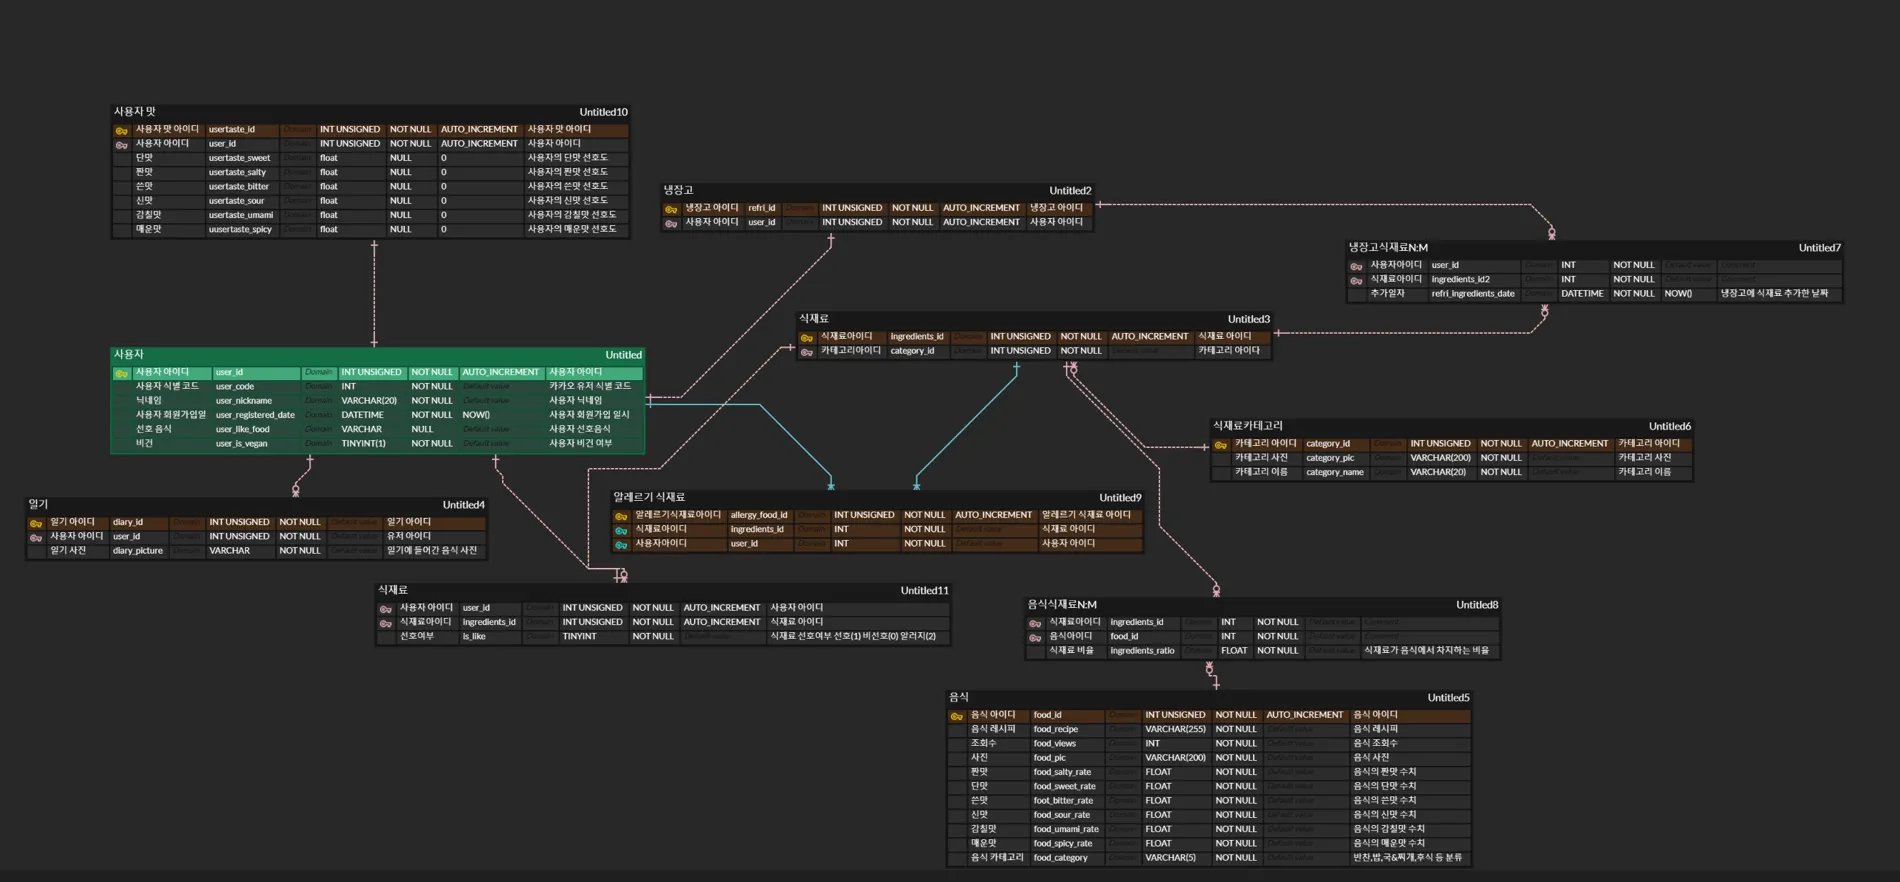 사용자 맛 Untitled10
사용자 맛 아이디 usertaste_id Domain INT UNSIGNED NOT NULL AUTO_INCREMENT 사용자 맛 아이디
사용자 아이디 user_id Domain INT UNSIGNED NOT NULL AUTO_INCREMENT 사용자 아이디
단맛 usertaste_sweet Domain float NULL 0 사용자의 단맛 선호도
짠맛 usertaste_salty Domain float NULL 0 사용자의 짠맛 선호도
쓴맛 usertaste_bitter Domain float NULL 0 사용자의 쓴맛 선호도
신맛 usertaste_sour Domain float NULL 0 사용자의 신맛 선호도
감칠맛 usertaste_umami Domain float NULL 0 사용자의 감칠맛 선호도
매운맛 uusertaste_spicy Domain float NULL 0 사용자의 매운맛 선호도
냉장고 Untitled2
냉장고 아이디 refri_id Domain INT UNSIGNED NOT NULL AUTO_INCREMENT 냉장고 아이디
사용자 아이디 user_id Domain INT UNSIGNED NOT NULL AUTO_INCREMENT 사용자 아이디
냉장고식재료N:M Untitled7
사용자아이디 user_id Domain INT NOT NULL Default value Comment
식재료아이디 ingredients_id2 Domain INT NOT NULL Default value Comment
추가일자 refri_ingredients_date Domain DATETIME NOT NULL NOW() 냉장고에 식재료 추가한 날짜
식재료 Untitled3
식재료아이디 ingredients_id Domain INT UNSIGNED NOT NULL AUTO_INCREMENT 식재료 아이디
카테고리아이디 category_id Domain INT UNSIGNED NOT NULL Default value 카테고리 아이다
사용자 Untitled
사용자 아이디 user_id Domain INT UNSIGNED NOT NULL AUTO_INCREMENT 사용자 아이디
사용자 식별 코드 user_code Domain INT NOT NULL Default value 카카오 유저 식별 코드
닉네임 user_nickname Domain VARCHAR(20) NOT NULL Default value 사용자 닉네임
사용자 회원가입일 user_registered_date Domain DATETIME NOT NULL NOW() 사용자 회원가입 일시
선호 음식 user_like_food Domain VARCHAR NULL Default value 사용자 선호음식
비건 user_is_vegan Domain TINYINT(1) NOT NULL Default value 사용자 비건 여부
식재료카테고리 Untitled6
카테고리 아이디 category_id Domain INT UNSIGNED NOT NULL AUTO_INCREMENT 카테고리 아이디
카테고리 사진 category_pic Domain VARCHAR(200) NOT NULL Default value 카테고리 사진
카테고리 이름 category_name Domain VARCHAR(20) NOT NULL Default value 카테고리 이름
일기 Untitled4
일기 아이디 diary_id Domain INT UNSIGNED NOT NULL Default value 일기 아이디
사용자 아이디 user_id Domain INT UNSIGNED NOT NULL Default value 유저 아이디
일기 사진 diary_picture Domain VARCHAR NOT NULL Default value 일기에 들어간 음식 사진
알레르기 식재료 Untitled9
알레르기식재료아이디 allergy_food_id Domain INT UNSIGNED NOT NULL AUTO_INCREMENT 알레르기 식재료 아이디
식재료아이디 ingredients_id Domain INT NOT NULL Default value 식재료 아이디
사용자아이디 user_id Domain INT NOT NULL Default value 사용자 아이디
식재료 Untitled11
사용자 아이디 user_id Domain INT UNSIGNED NOT NULL AUTO_INCREMENT 사용자 아이디
식재료아이디 ingredients_id Domain INT UNSIGNED NOT NULL AUTO_INCREMENT 식재료 아이디
선호여부 is_like Domain TINYINT NOT NULL Default value 식재료 선호여부 선호(1) 비선호(0) 알러지(2)
음식식재료N:M Untitled8
식재료아이디 ingredients_id Domain INT NOT NULL Default value Comment
음식아이디 food_id Domain INT NOT NULL Default value Comment
식재료 비율 ingredients_ratio Domain FLOAT NOT NULL Default value 식재료가 음식에서 차지하는 비율
음식 Untitled5
음식 아이디 food_id Domain INT UNSIGNED NOT NULL AUTO_INCREMENT 음식 아이디
음식 레시피 food_recipe Domain VARCHAR(255) NOT NULL Default value 음식 레시피
조회수 food_views Domain INT NOT NULL Default value 음식 조회수
사진 food_pic Domain VARCHAR(200) NOT NULL Default value 음식 사진
짠맛 food_salty_rate Domain FLOAT NOT NULL Default value 음식의 짠맛 수치
단맛 food_sweet_rate Domain FLOAT NOT NULL Default value 음식의 단맛 수치
쓴맛 foot_bitter_rate Domain FLOAT NOT NULL Default value 음식의 쓴맛 수치
신맛 food_sour_rate Domain FLOAT NOT NULL Default value 음식의 신맛 수치
감칠맛 food_umami_rate Domain FLOAT NOT NULL Default value 음식의 감칠맛 수치
매운맛 food_spicy_rate Domain FLOAT NOT NULL Default value 음식의 매운맛 수치
음식 카테고리 food_category Domain VARCHAR(5) NOT NULL Default value 반찬,밥,국&찌개,후식 등 분류